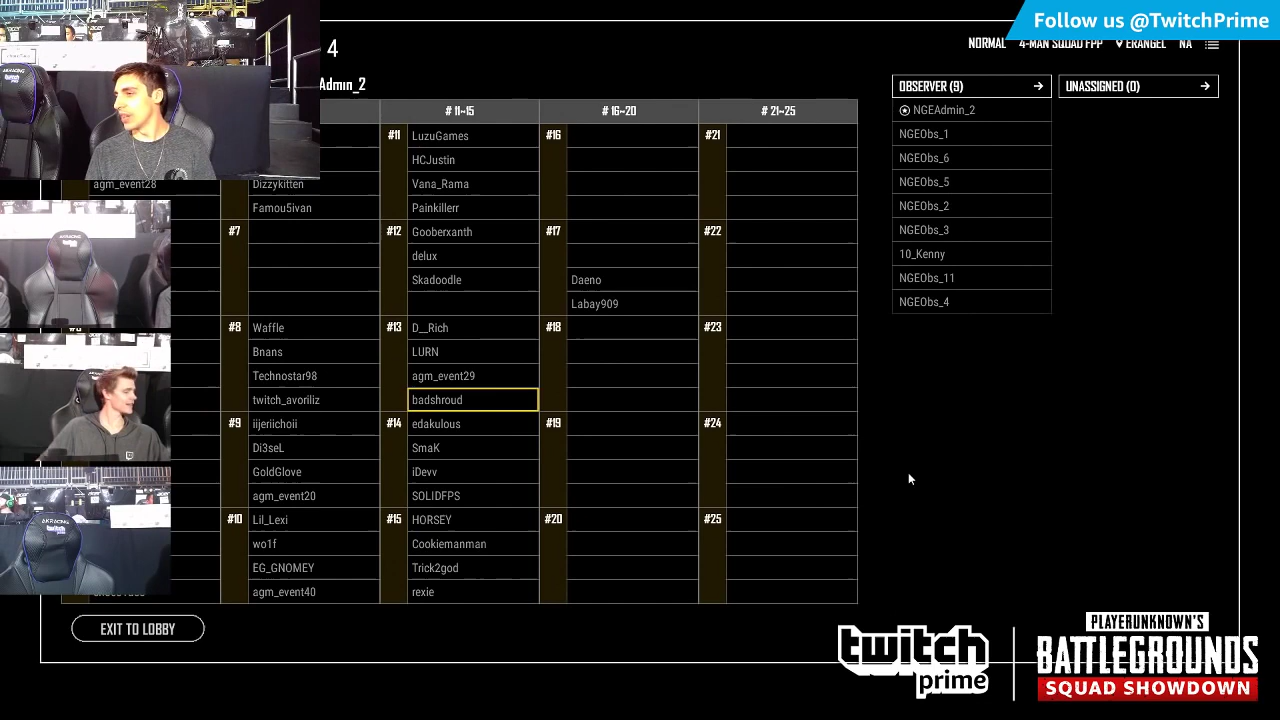 Follow us @TwitchPrime
4
NORMAL 4-MAN SQUAD FPP ERANGEL NA
Admin_2
OBSERVER (9)
UNASSIGNED (0)
# 11~15 # 16~20 # 21~25
#11 LuzuGames #16 #21
HCJustin
agm_event28 Dizzykitten Vana_Rama
Famou5ivan Painkillerr
#7 #12 Gooberxanth #17 #22
delux
Skadoodle Daeno
Labay909
#8 Waffle #13 D__Rich #18 #23
Bnans LURN
Technostar98 agm_event29
twitch_avoriliz badshroud
#9 iijeriichoii #14 edakulous #19 #24
Di3seL SmaK
GoldGlove iDevv
agm_event20 SOLIDFPS
#10 Lil_Lexi #15 HORSEY #20 #25
wo1f Cookiemanman
EG_GNOMEY Trick2god
agm_event40 rexie
NGEAdmin_2
NGEObs_1
NGEObs_6
NGEObs_5
NGEObs_2
NGEObs_3
10_Kenny
NGEObs_11
NGEObs_4
EXIT TO LOBBY
twitch
prime
PLAYERUNKNOWN'S
BATTLEGROUNDS
SQUAD SHOWDOWN
AKRACING
AKRACING